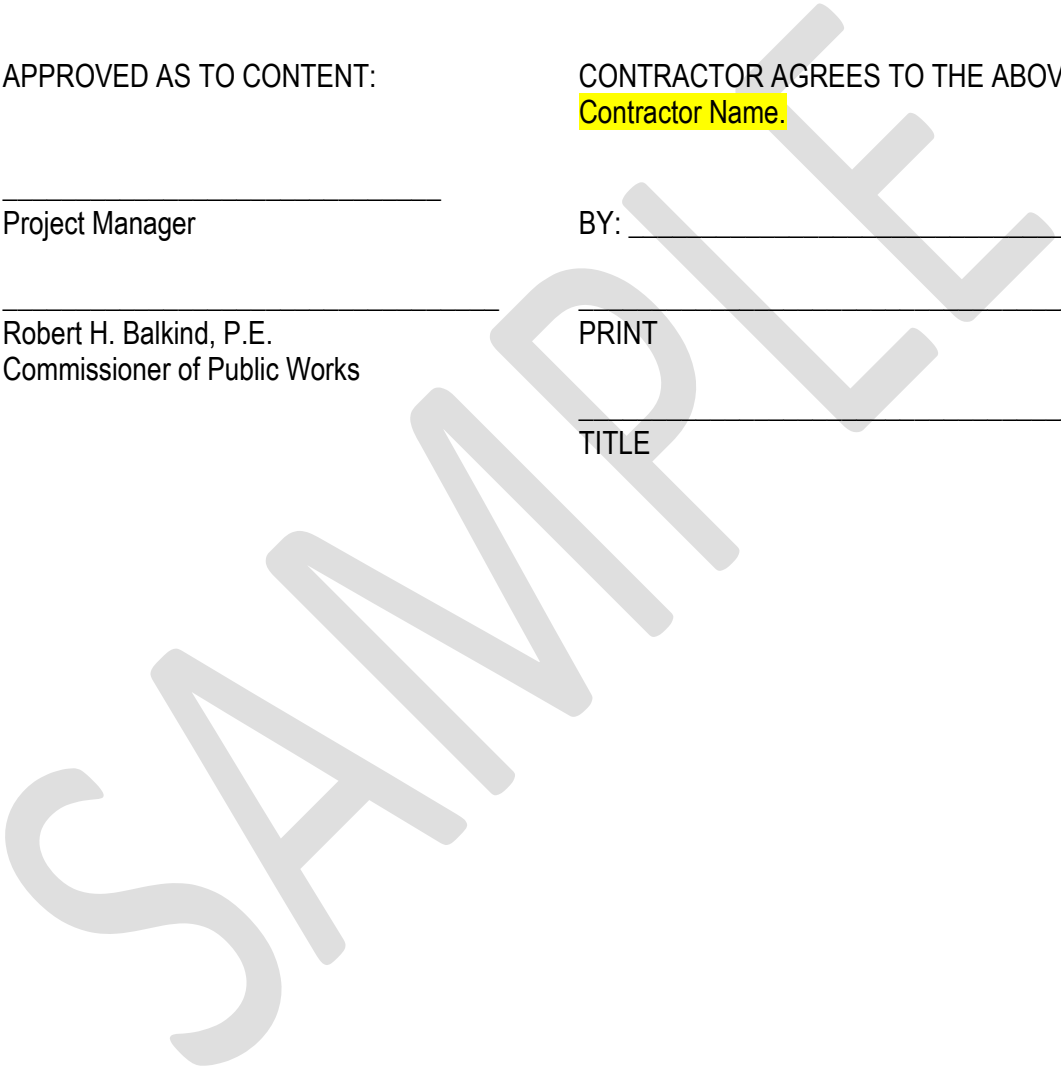 APPROVED AS TO CONTENT:
Project Manager
Robert H. Balkind, P.E.
Commissioner of Public Works
CONTRACTOR AGREES TO THE
Contractor Name.
BY:
PRINT
TITLE
SAMPLE